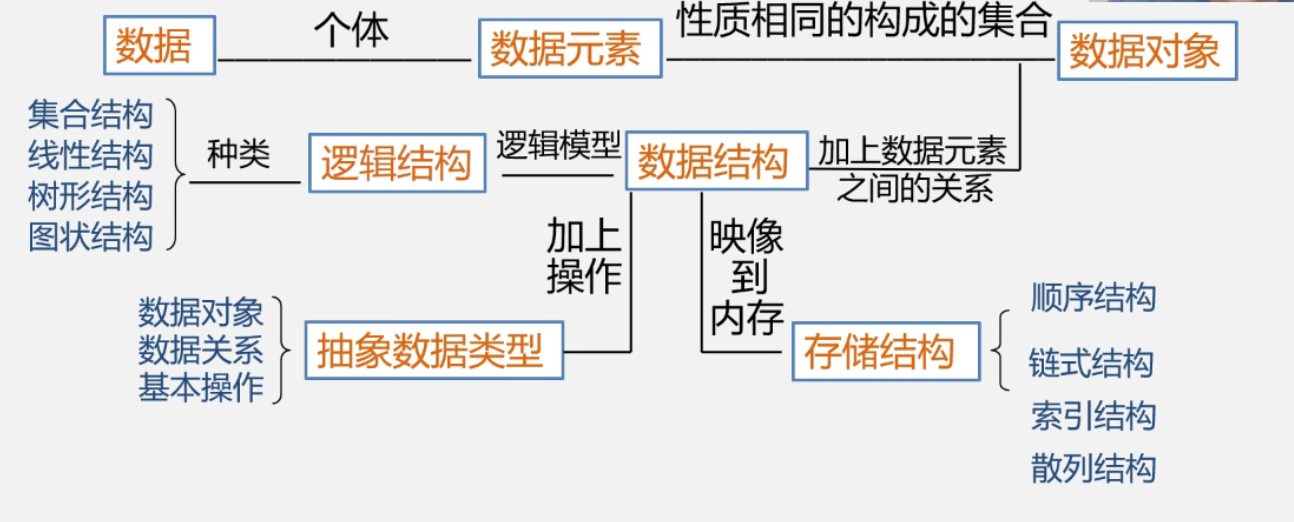 数据
个体
数据元素
性质相同的构成的集合
数据对象
集合结构
线性结构
树形结构
图状结构
种类
逻辑结构
逻辑模型
数据结构
加上数据元素
之间的关系
加上
操作
映像
到
内存
数据对象
数据关系
基本操作
抽象数据类型
存储结构
顺序结构
链式结构
索引结构
散列结构